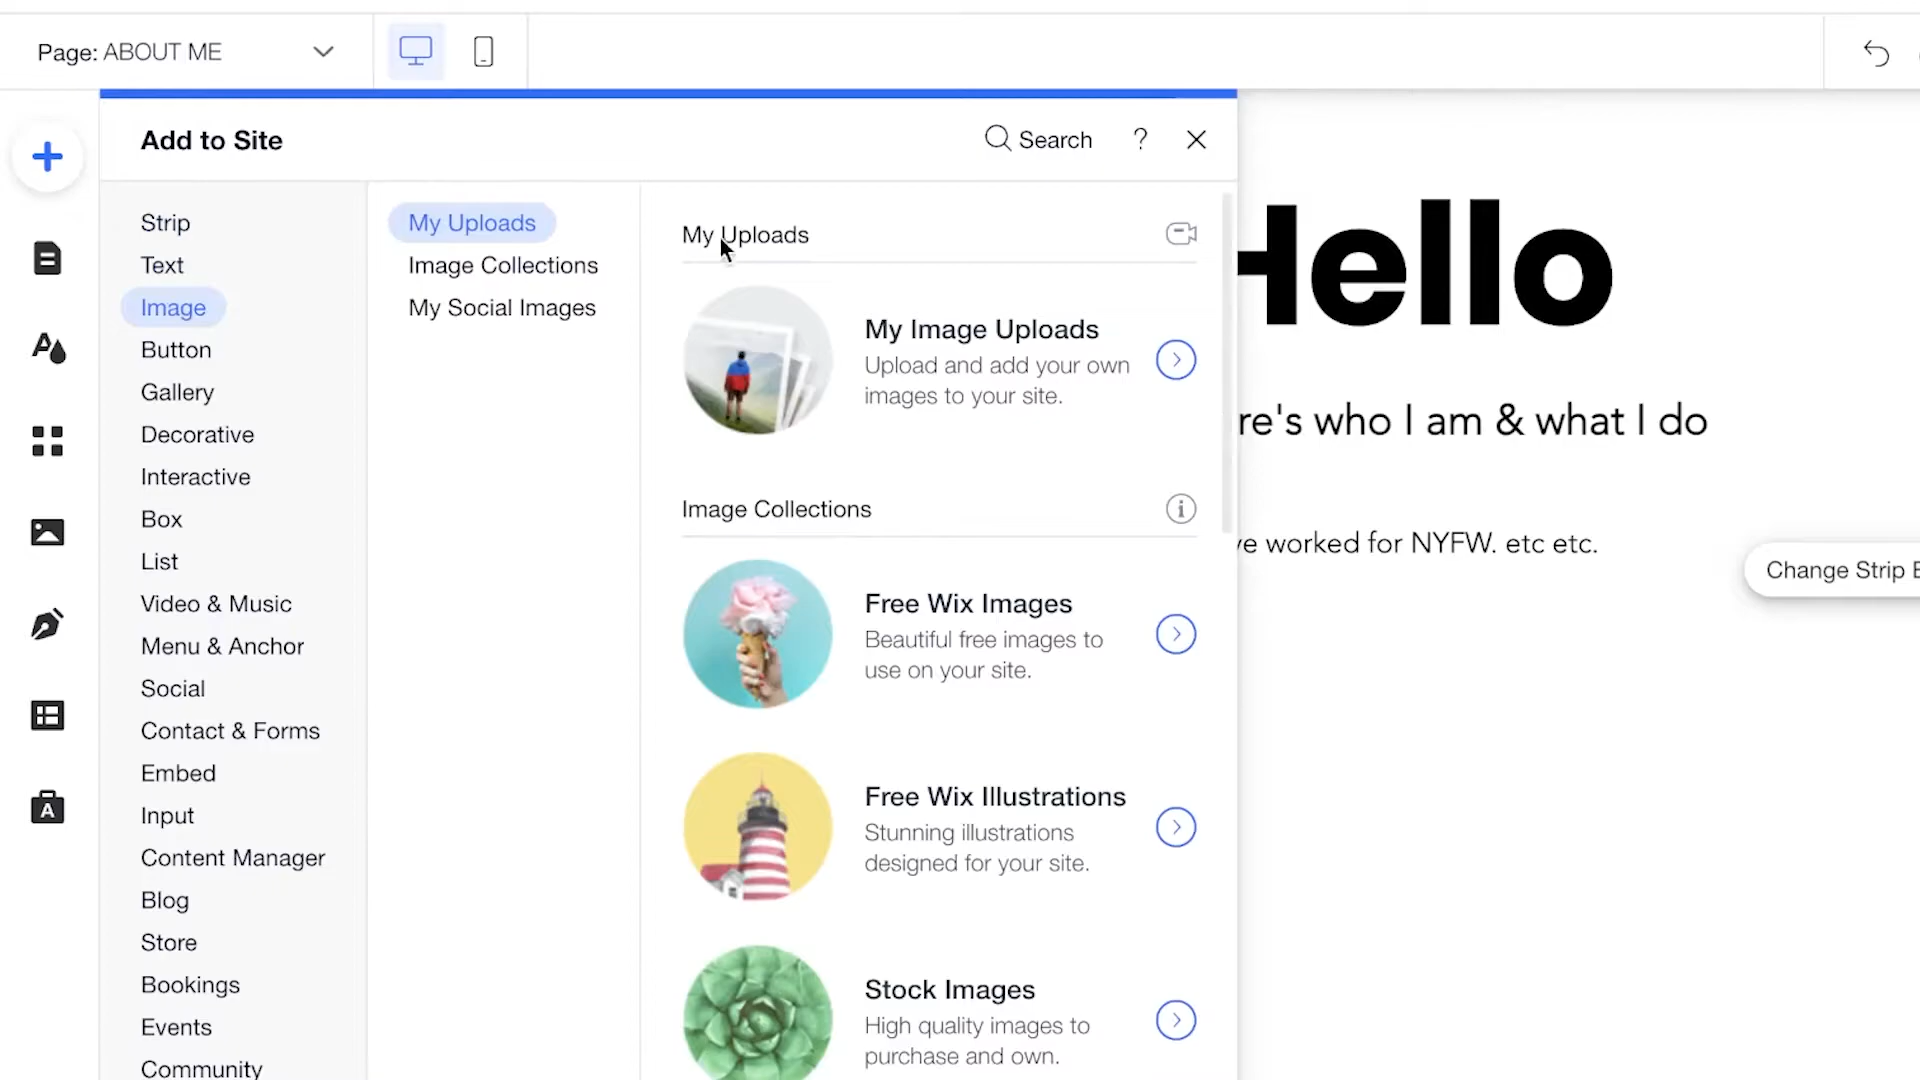 Page: ABOUT ME
Add to Site
Search
?
Strip
Text
Image
Button
Gallery
Decorative
Interactive
Box
List
Video & Music
Menu & Anchor
Social
Contact & Forms
Embed
Input
Content Manager
Blog
Store
Bookings
Events
Community
My Uploads
Image Collections
My Social Images
My Uploads
My Image Uploads
Upload and add your own
images to your site.
Image Collections
Free Wix Images
Beautiful free images to
use on your site.
Free Wix Illustrations
Stunning illustrations
designed for your site.
Stock Images
High quality images to
purchase and own.
Hello
re's who I am & what I do
ve worked for NYFW. etc etc.
Change Strip